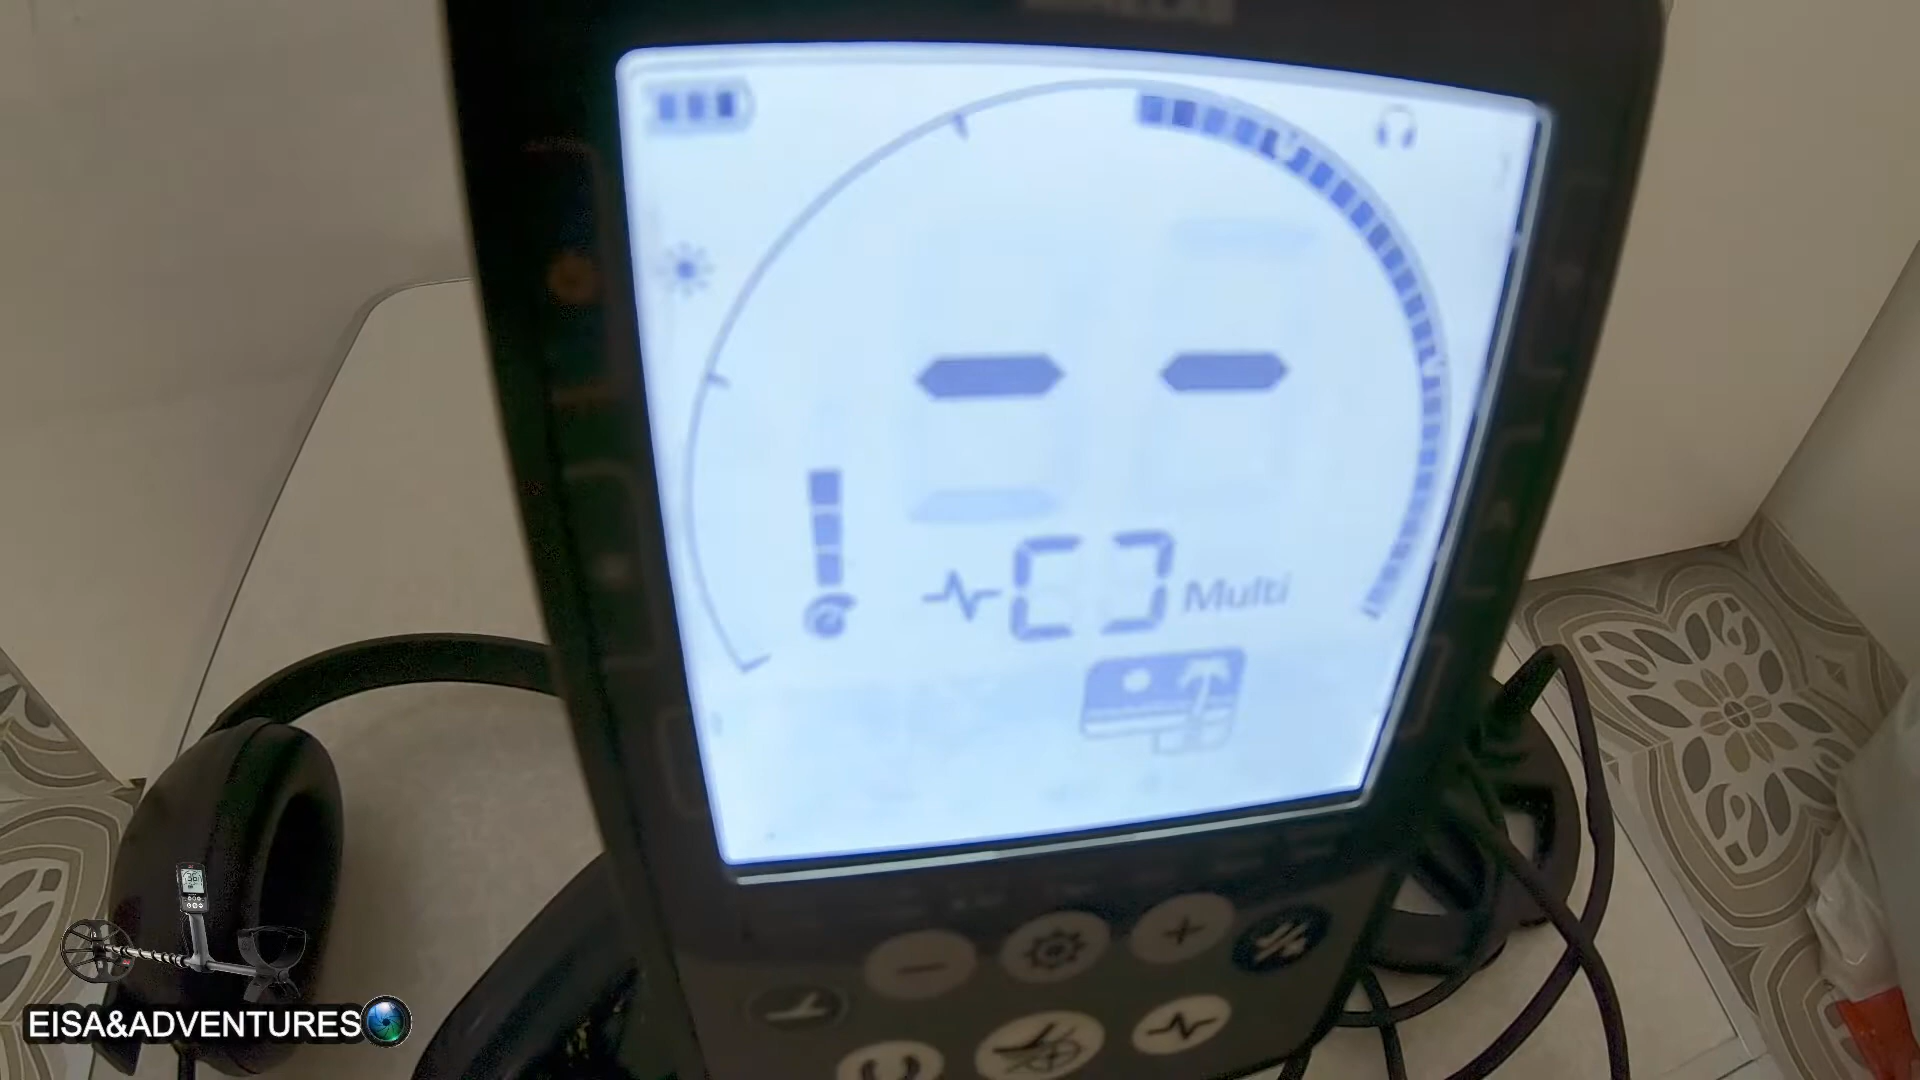 -- --
Multi
EISA&ADVENTURES